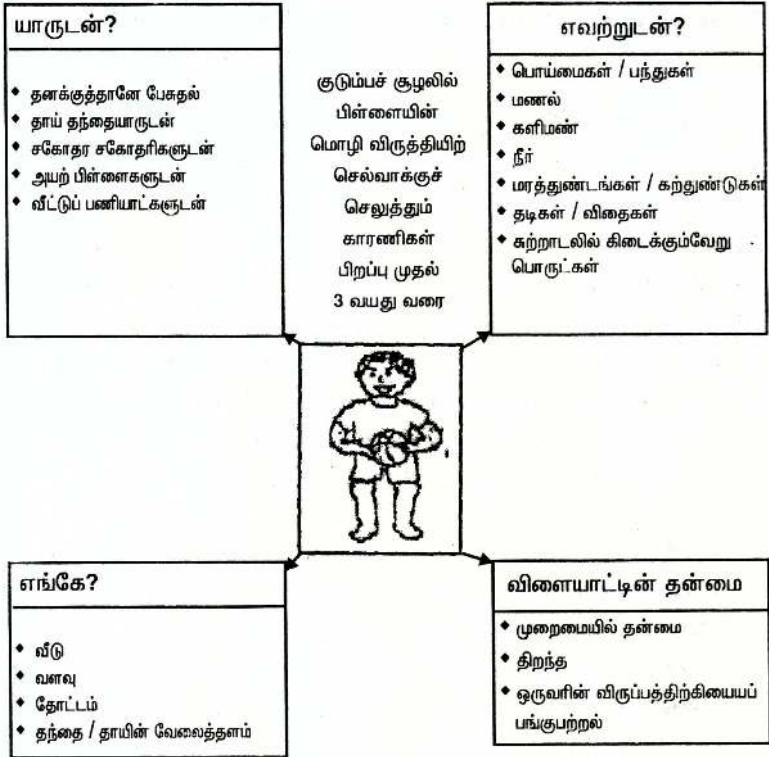 யாருடன்?
◆ தனக்குத்தானே பேசுதல்
◆ தாய் தந்தையாருடன்
◆ சகோதர சகோதரிகளுடன்
◆ அயற் பிள்ளைகளுடன்
◆ வீட்டுப் பணியாட்களுடன்
குடும்பச் சூழலில்
பிள்ளையின்
மொழி விருத்தியிற்
செல்வாக்குச்
செலுத்தும்
காரணிகள்
பிறப்பு முதல்
3 வயது வரை
எவற்றுடன்?
◆ பொய்மைகள் / பந்துகள்
◆ மணல்
◆ களிமண்
◆ நீர்
◆ மரத்துண்டங்கள் / கற்துண்டுகள்
◆ தடிகள் / விதைகள்
◆ சுற்றாடலில் கிடைக்கும்வேறு
பொருட்கள்
எங்கே?
◆ வீடு
◆ வளவு
◆ தோட்டம்
◆ தந்தை / தாயின் வேலைத்தளம்
விளையாட்டின் தன்மை
◆ முறைமையில் தன்மை
◆ திறந்த
◆ ஒருவரின் விருப்பத்திற்கியையப்
பங்குபற்றல்